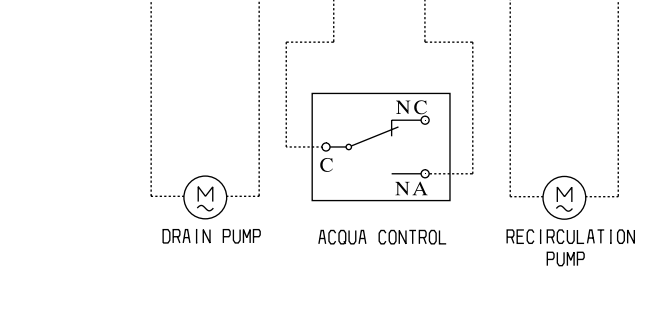 NC
C
NA
M
M
DRAIN PUMP
ACQUA CONTROL
RECIRCULATION
PUMP